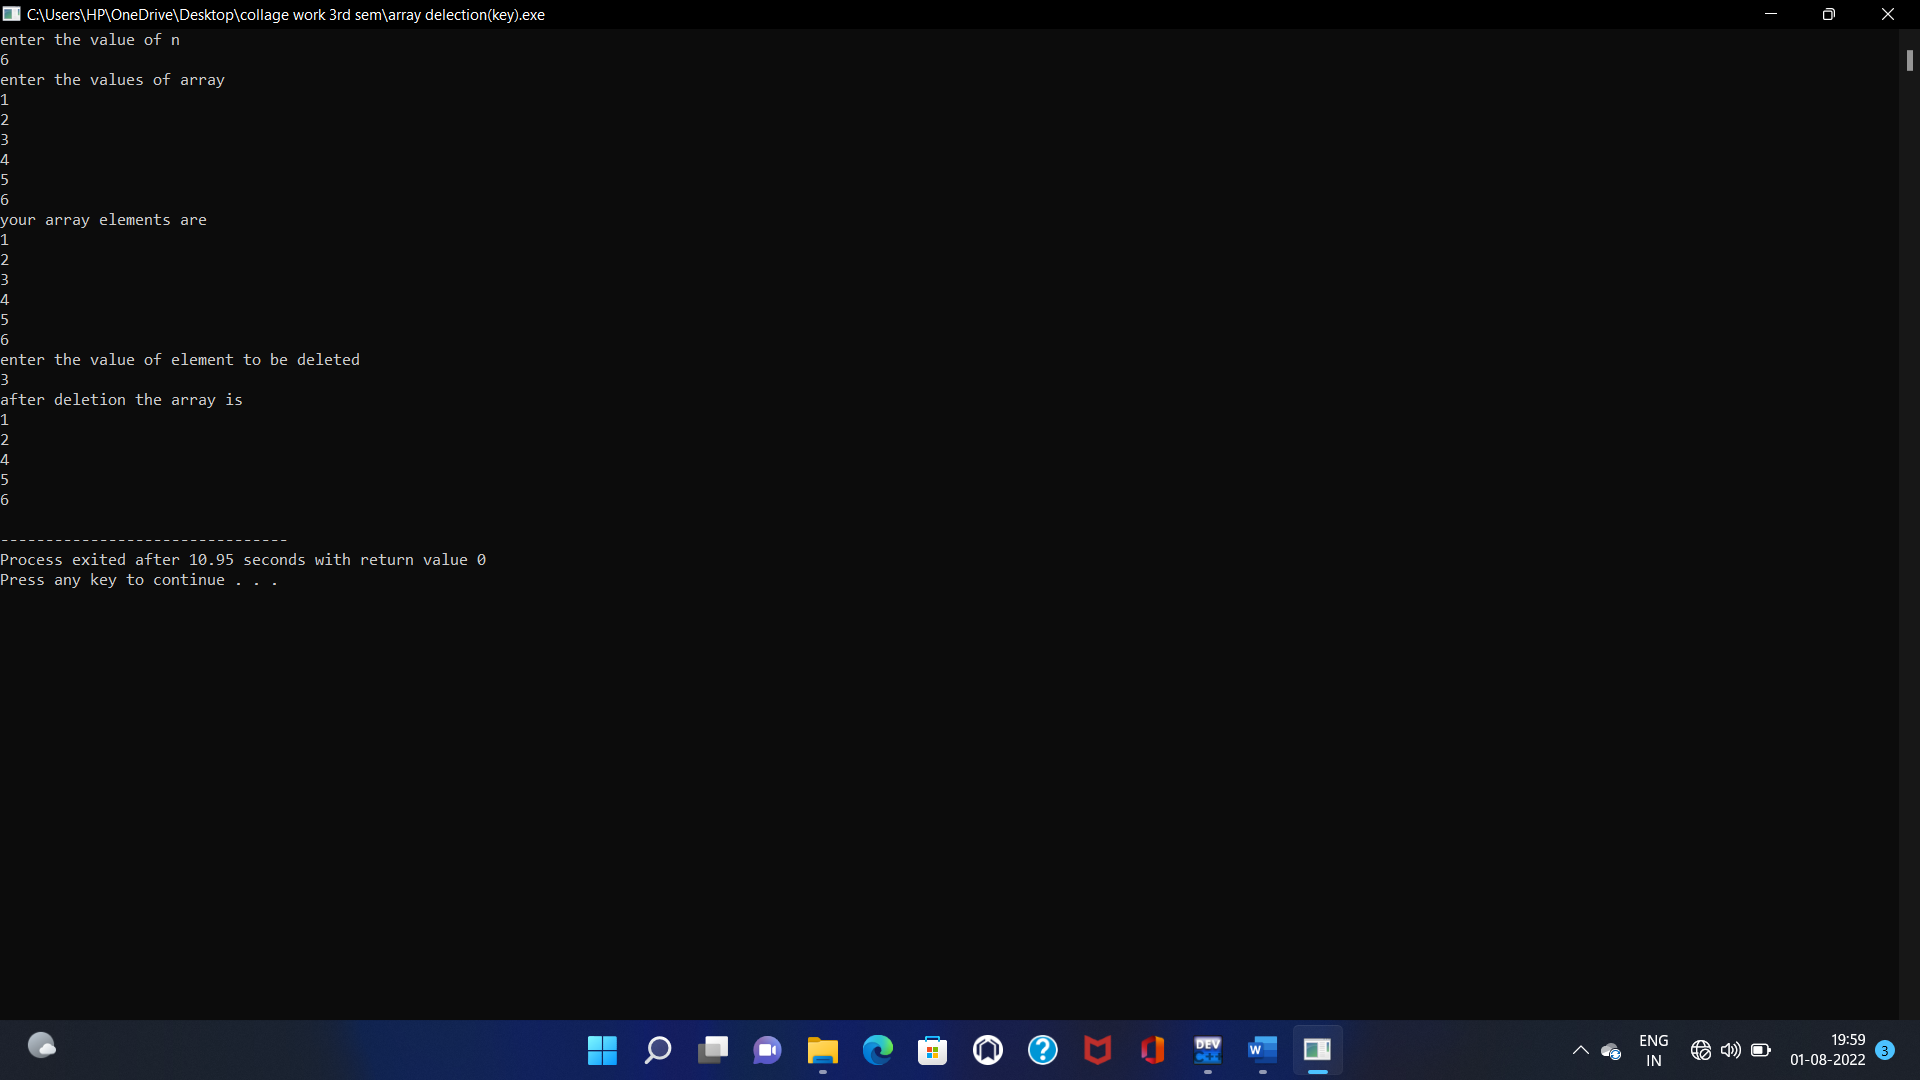 C:\Users\HP\OneDrive\Desktop\collage work 3rd sem\array delection(key).exe
enter the value of n
6
enter the values of array
1
2
3
4
5
6
your array elements are
1
2
3
4
5
6
enter the value of element to be deleted
3
after deletion the array is
1
2
4
5
6
--------------------------------
Process exited after 10.95 seconds with return value 0
Press any key to continue . . .
DEV
C++
W
ENG
IN
19:59
01-08-2022
3